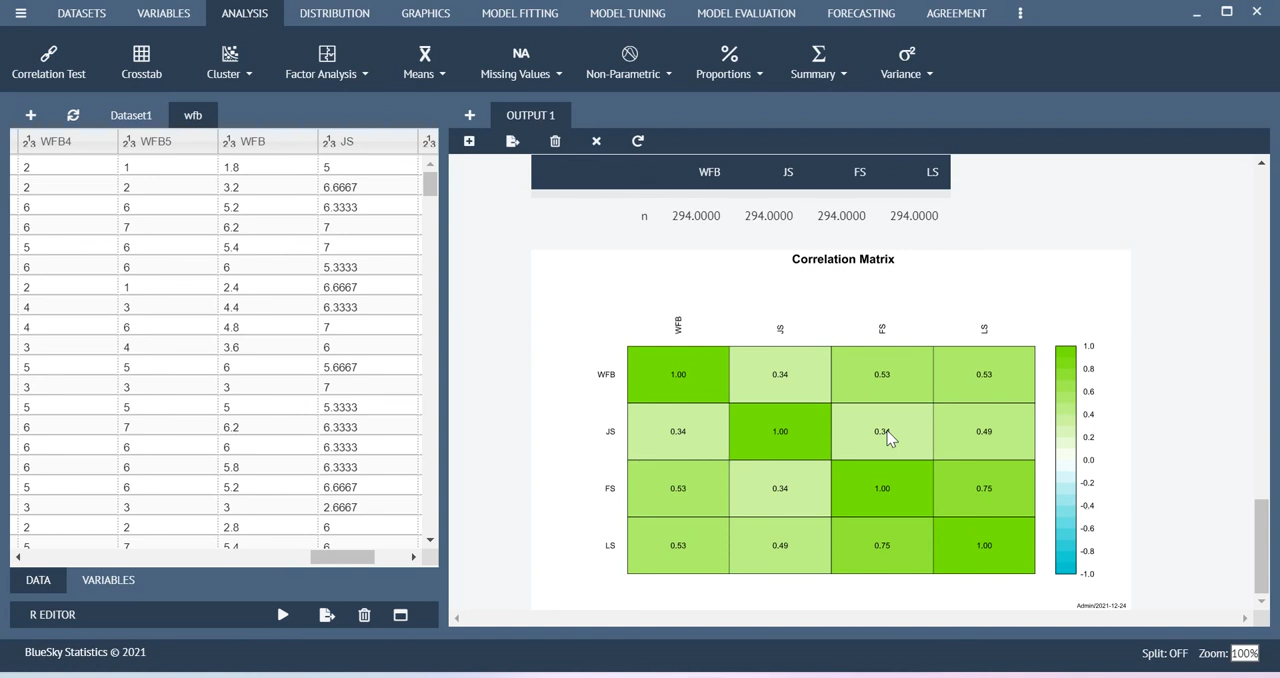 DATASETS VARIABLES ANALYSIS DISTRIBUTION GRAPHICS MODEL FITTING MODEL TUNING MODEL EVALUATION FORECASTING AGREEMENT
NA
Correlation Test Crosstab Cluster Factor Analysis Means Missing Values Non-Parametric Proportions Summary Variance
Dataset1 wfb
WFB4 WFB5 WFB JS
2 1 1.8 5
2 2 3.2 6.6667
6 6 5.2 6.3333
6 7 6.2 7
5 6 5.4 7
6 6 6 5.3333
2 1 2.4 6.6667
4 3 4.4 6.3333
4 6 4.8 7
3 4 3.6 6
5 5 6 5.6667
3 3 3 7
5 5 5 5.3333
5 7 6.2 6.3333
6 6 6 6.3333
6 6 5.8 6.3333
5 6 5.2 6.6667
3 3 3 2.6667
2 2 2.8 6
5 7 5.4 6
DATA VARIABLES
R EDITOR
OUTPUT 1
WFB JS FS LS
n 294.0000 294.0000 294.0000 294.0000
Correlation Matrix
WFB JS FS LS
WFB 1.00 0.34 0.53 0.53
JS 0.34 1.00 0.34 0.49
FS 0.53 0.34 1.00 0.75
LS 0.53 0.49 0.75 1.00
1.0
0.8
0.6
0.4
0.2
0.0
-0.2
-0.4
-0.6
-0.8
-1.0
Admin/2021-12-24
BlueSky Statistics © 2021 Split: OFF Zoom: 100%